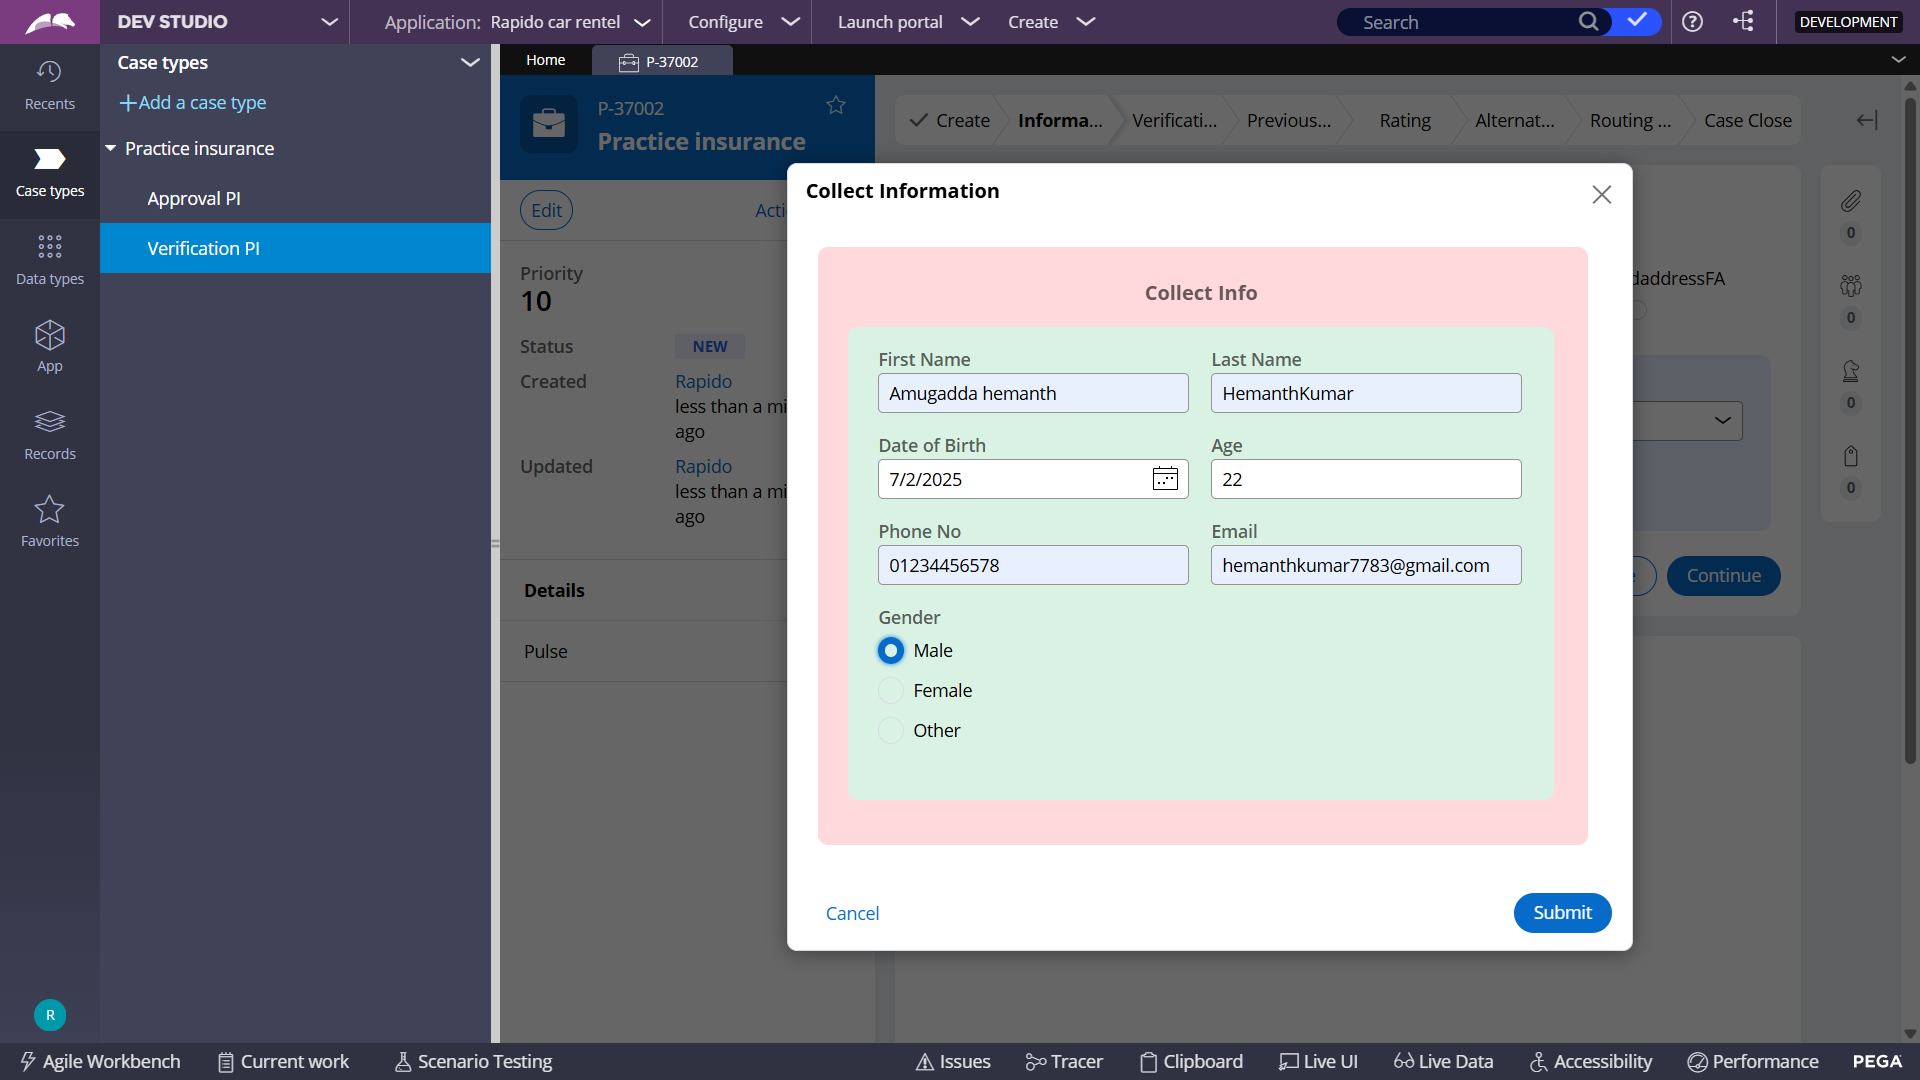 DEV STUDIO
Application: Rapido car rentel
Configure
Launch portal
Create
Search
DEVELOPMENT
Recents
Case types
Data types
App
Records
Favorites
R
Case types
Add a case type
Practice insurance
Approval PI
Verification PI
Home
P-37002
P-37002
Practice insurance
Create
Informa...
Verificati...
Previous...
Rating
Alternat...
Routing ...
Case Close
Edit
Priority
10
Status
NEW
Created
Rapido
less than a mi
ago
Updated
Rapido
less than a mi
ago
Details
Pulse
Collect Information
Collect Info
First Name
Last Name
Amugadda hemanth
HemanthKumar
Date of Birth
Age
7/2/2025
22
Phone No
Email
01234456578
hemanthkumar7783@gmail.com
Gender
Male
Female
Other
Cancel
Submit
Continue
0
0
0
0
Agile Workbench
Current work
Scenario Testing
Issues
Tracer
Clipboard
Live UI
Live Data
Accessibility
Performance
PEGA